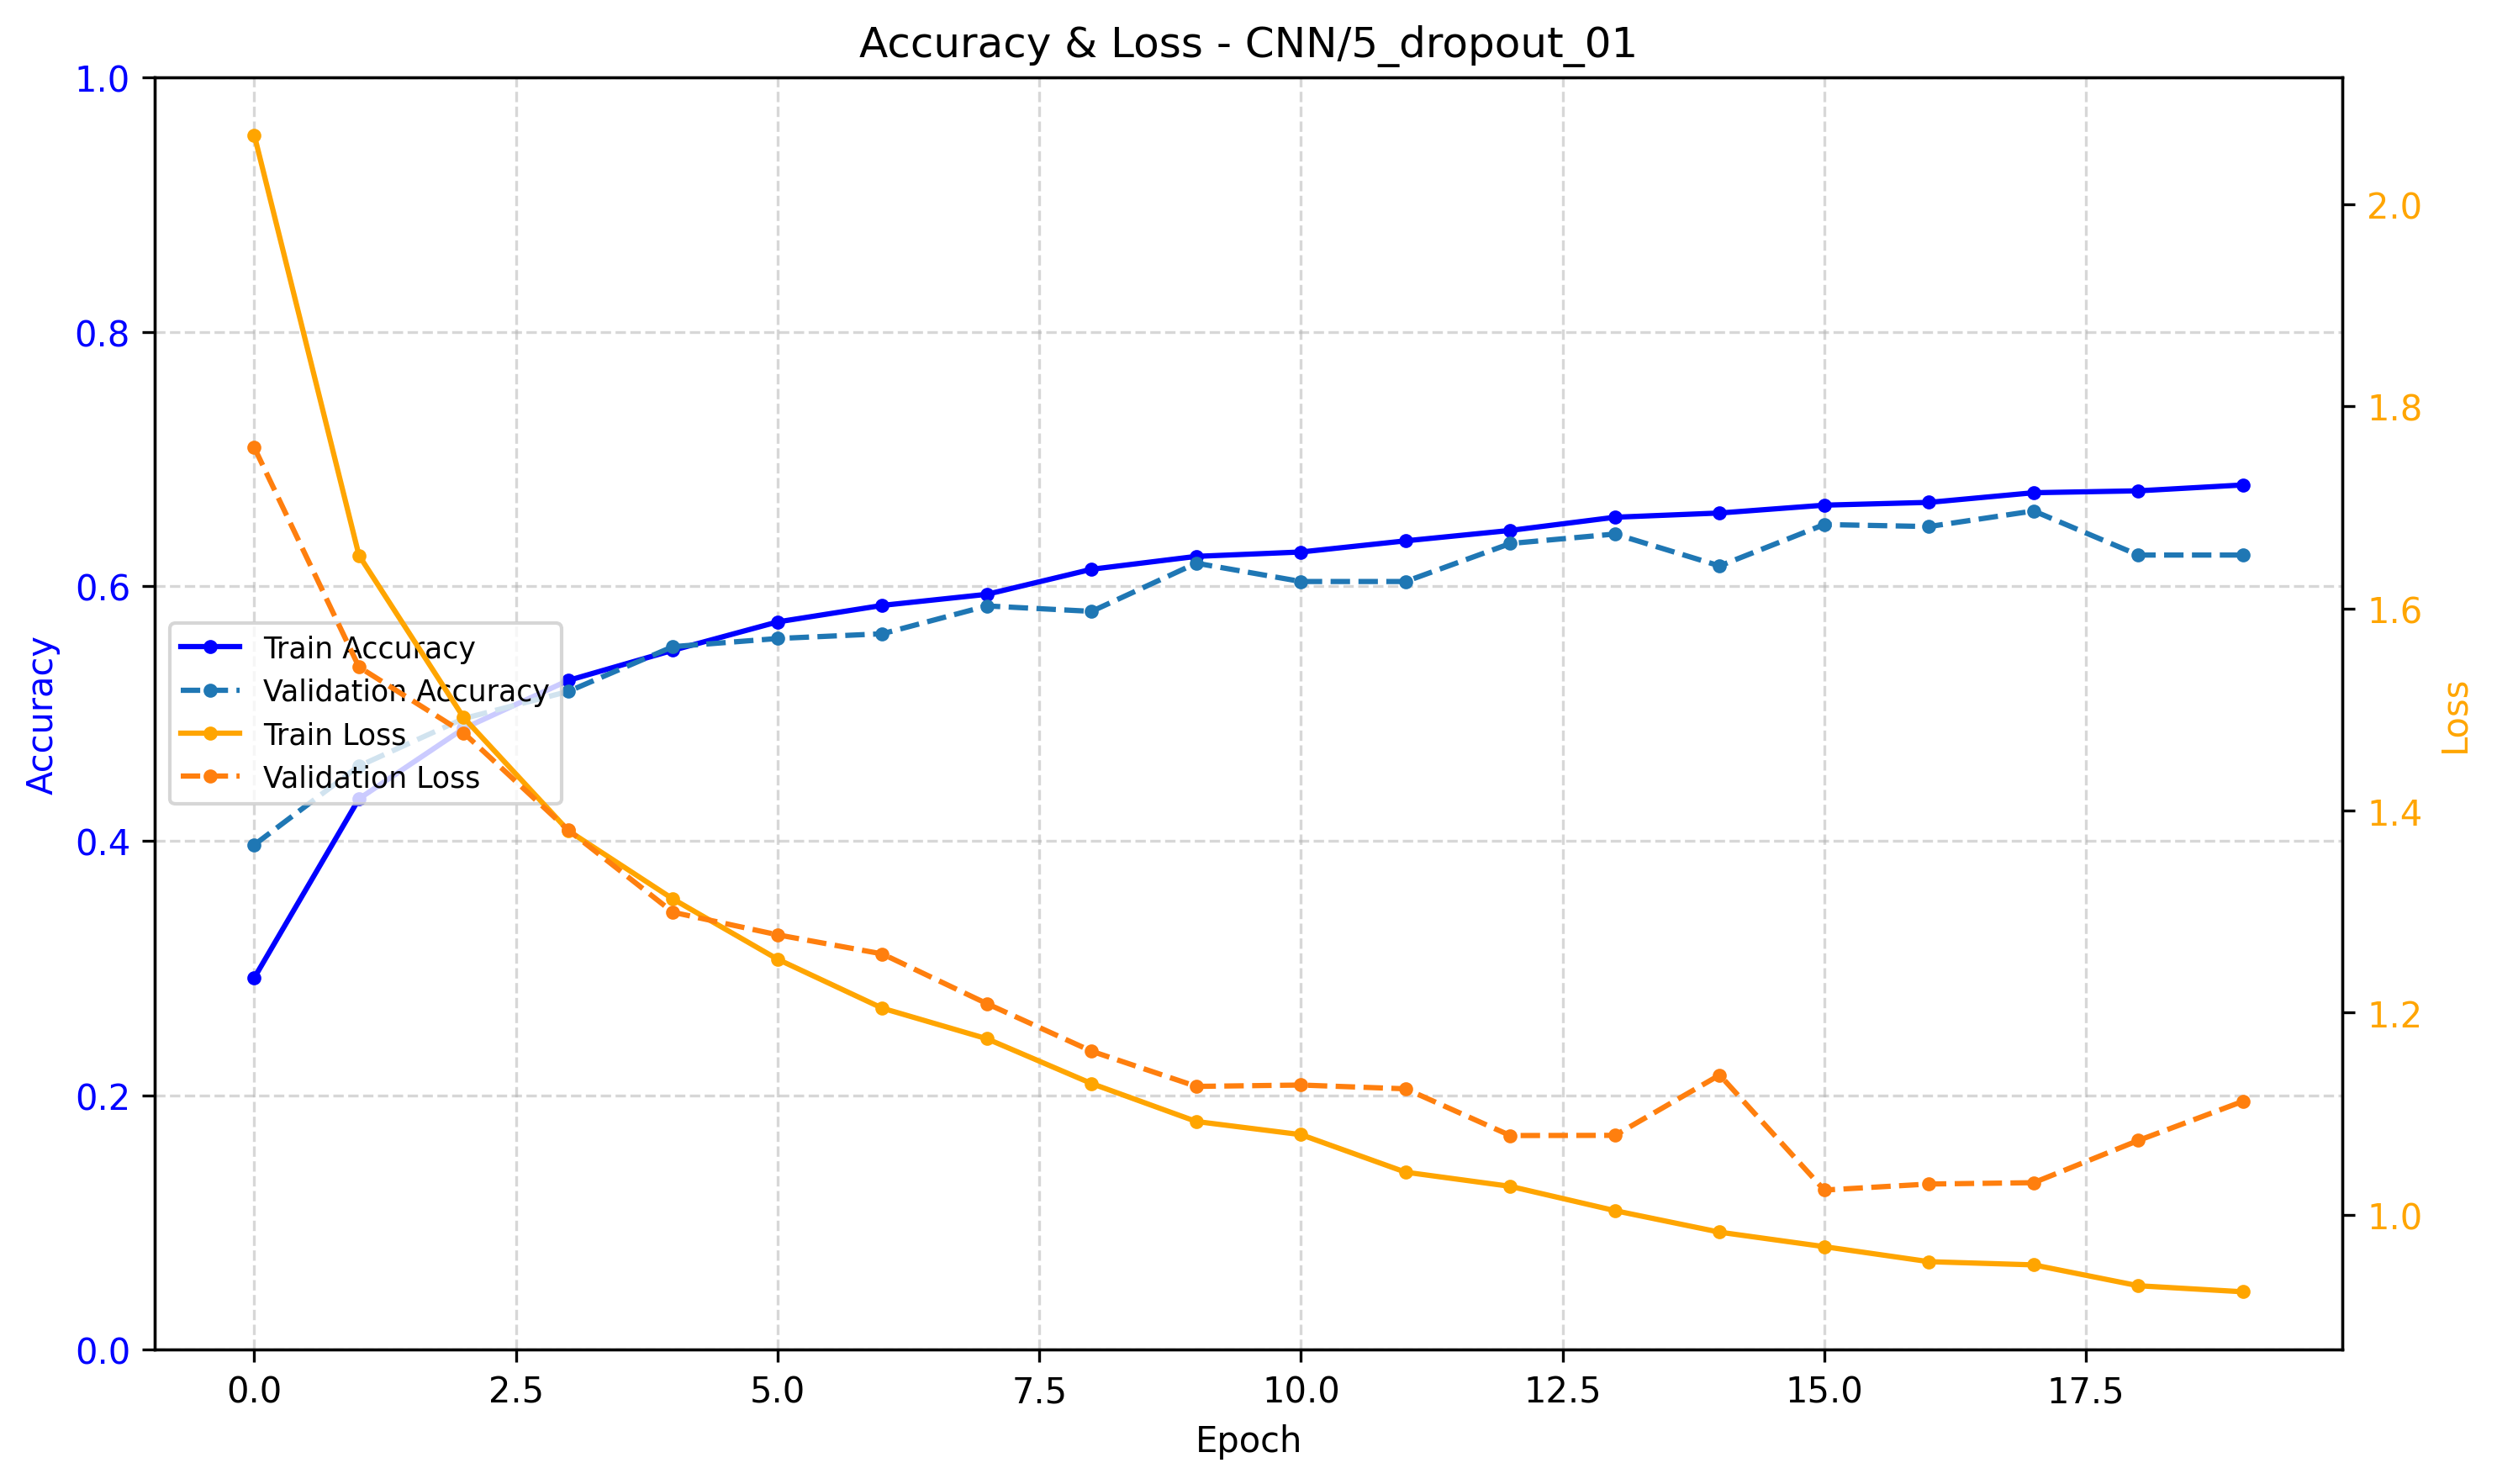 Accuracy & Loss - CNN/5_dropout_01
1.0
0.8
0.6
0.4
0.2
0.0
Accuracy
Train Accuracy
Validation Accuracy
Train Loss
Validation Loss
2.0
1.8
1.6
1.4
1.2
1.0
Loss
0.0 2.5 5.0 7.5 10.0 12.5 15.0 17.5
Epoch